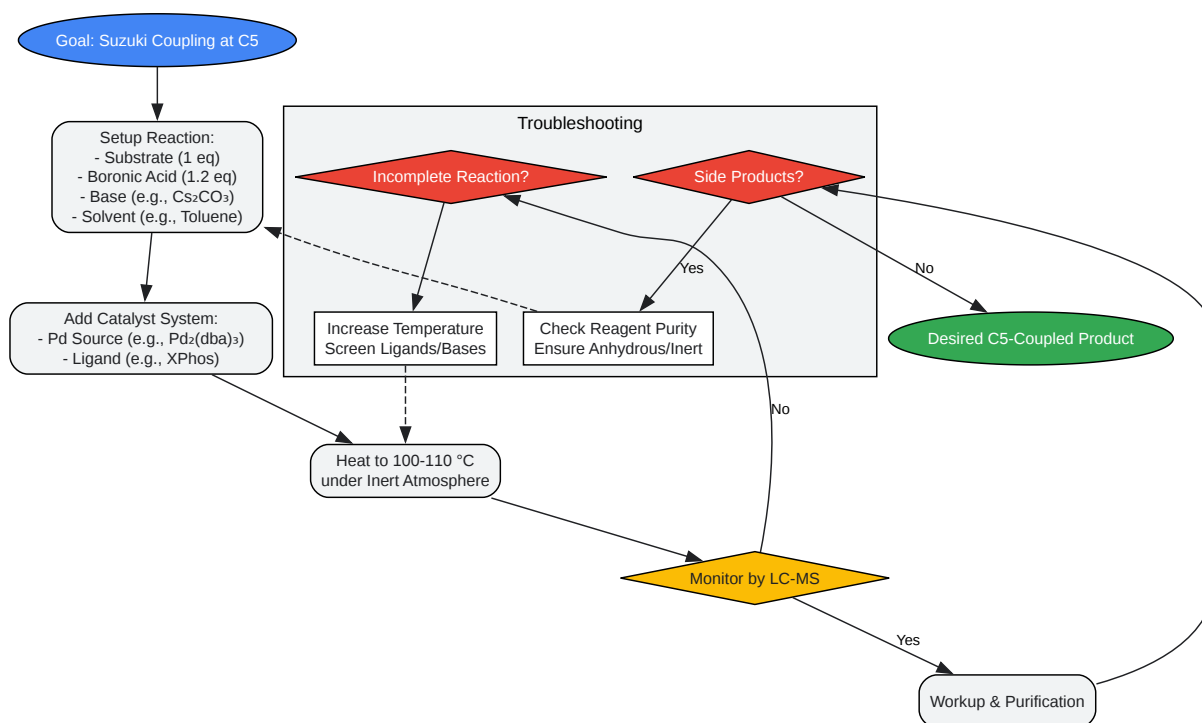 Goal: Suzuki Coupling at C5
Setup Reaction:
- Substrate (1 eq)
- Boronic Acid (1.2 eq)
- Base (e.g., Cs₂CO₃)
- Solvent (e.g., Toluene)
Troubleshooting
Incomplete Reaction?
Side Products?
Yes
No
Add Catalyst System:
- Pd Source (e.g., Pd₂(dba)₃)
- Ligand (e.g., XPhos)
Increase Temperature
Screen Ligands/Bases
Check Reagent Purity
Ensure Anhydrous/Inert
Desired C5-Coupled Product
No
Heat to 100-110 °C
under Inert Atmosphere
Monitor by LC-MS
Yes
Workup & Purification